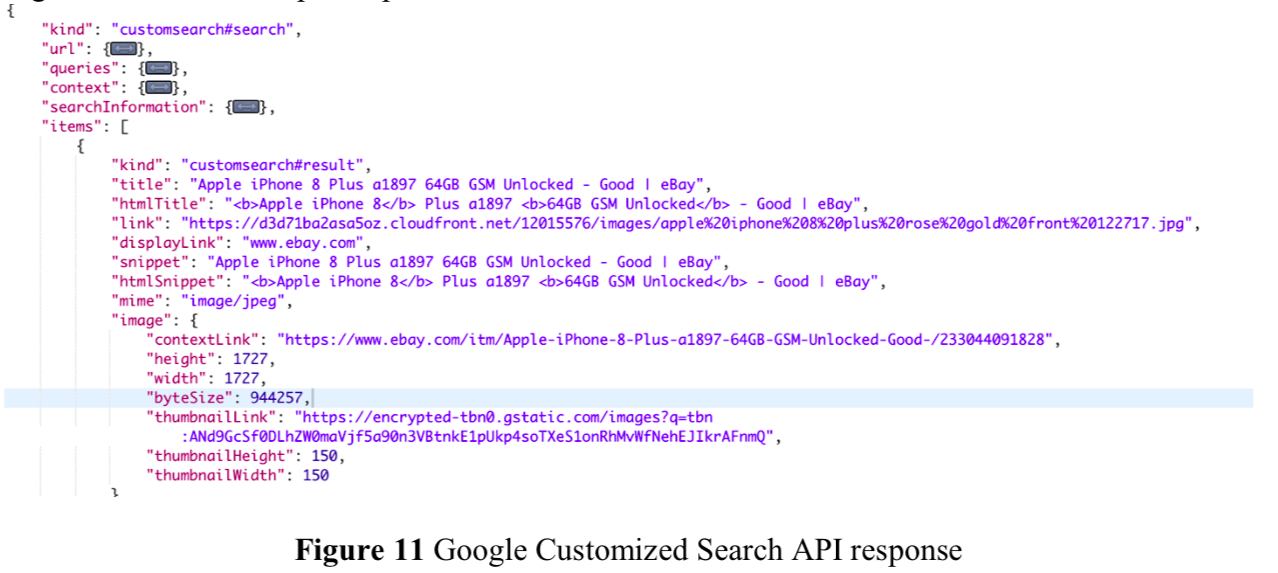 {
"kind": "customsearch#search",
"url": {↔},
"queries": {↔},
"context": {↔},
"searchInformation": {↔},
"items": [
{
"kind": "customsearch#result",
"title": "Apple iPhone 8 Plus a1897 64GB GSM Unlocked - Good | eBay",
"htmlTitle": "<b>Apple iPhone 8</b> Plus a1897 <b>64GB GSM Unlocked</b> - Good | eBay",
"link": "https://d3d71ba2asa5oz.cloudfront.net/12015576/images/apple%20iphone%208%20plus%20rose%20gold%20front%20122717.jpg",
"displayLink": "www.ebay.com",
"snippet": "Apple iPhone 8 Plus a1897 64GB GSM Unlocked - Good | eBay",
"htmlSnippet": "<b>Apple iPhone 8</b> Plus a1897 <b>64GB GSM Unlocked</b> - Good | eBay",
"mime": "image/jpeg",
"image": {
"contextLink": "https://www.ebay.com/itm/Apple-iPhone-8-Plus-a1897-64GB-GSM-Unlocked-Good-/233044091828",
"height": 1727,
"width": 1727,
"byteSize": 944257,
"thumbnailLink": "https://encrypted-tbn0.gstatic.com/images?q=tbn
:ANd9GcSf0DLhZW0maVjf5a90n3VBtnkE1pUkp4soTXeS1onRhMvWfNehEJIkrAFnmQ",
"thumbnailHeight": 150,
"thumbnailWidth": 150
}
Figure 11 Google Customized Search API response